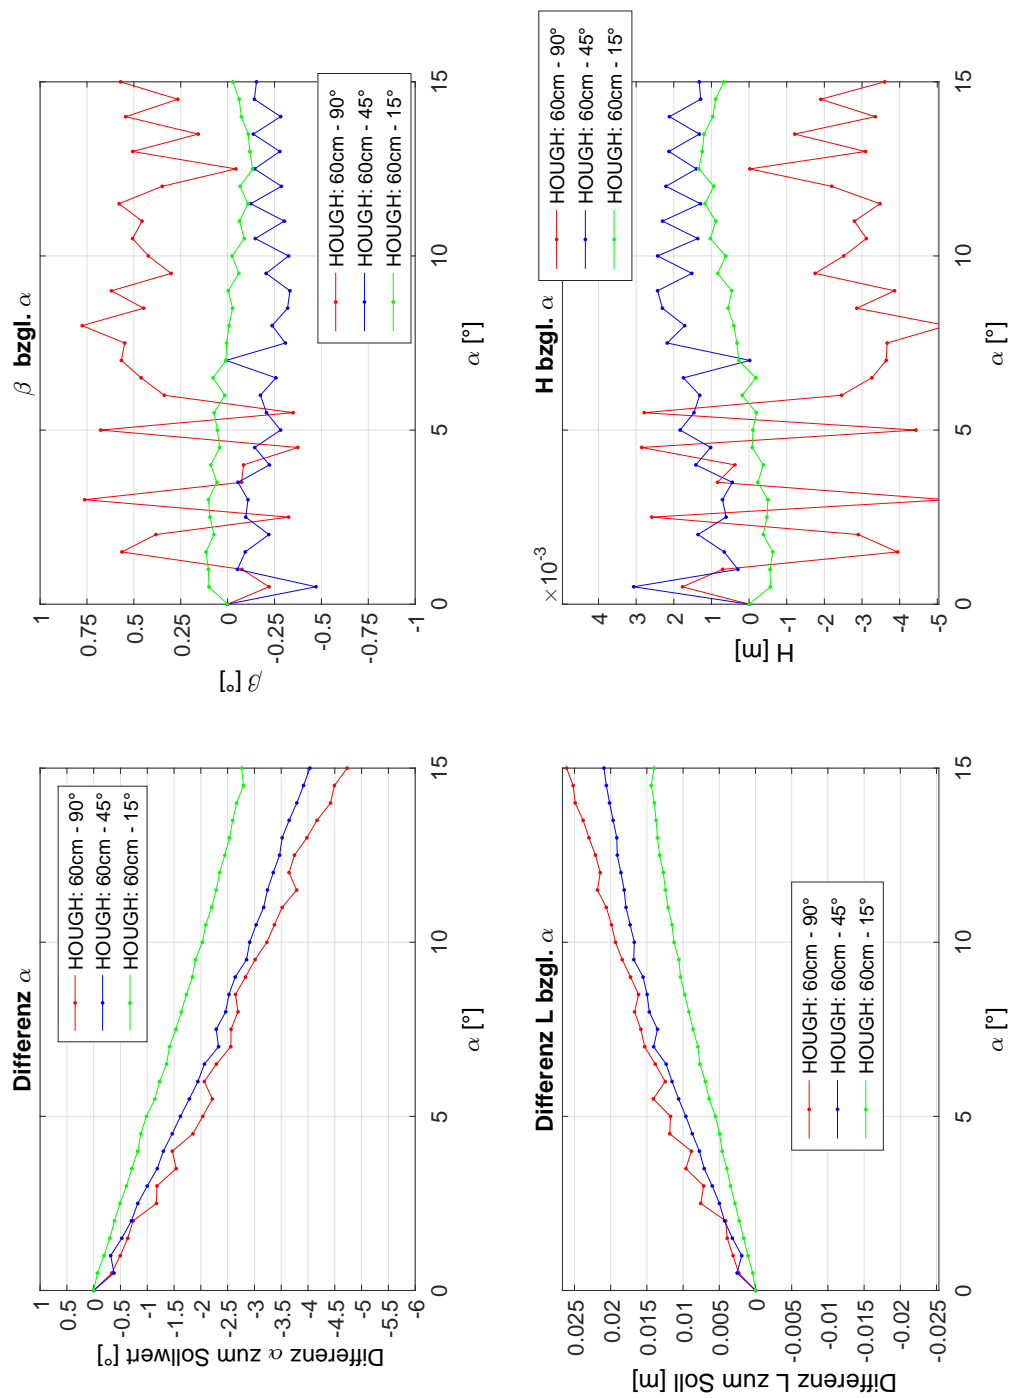 Differenz α
Differenz α zum Sollwert [°]
1
0.5
0
-1
-1.5
-2
-2.5
-3
-3.5
-4
-4.5
-5
-6
0
5
10
15
α [°]
HOUGH: 60cm - 90°
HOUGH: 60cm - 45°
HOUGH: 60cm - 15°
β bzgl. α
β [°]
1
0.75
0.5
0.25
0
-0.25
-0.5
-0.75
-1
0
5
10
15
α [°]
HOUGH: 60cm - 90°
HOUGH: 60cm - 45°
HOUGH: 60cm - 15°
Differenz L bzgl. α
Differenz L zum Soll [m]
0.025
0.02
0.015
0.01
0.005
0
-0.005
-0.01
-0.015
-0.02
-0.025
0
5
10
15
α [°]
HOUGH: 60cm - 90°
HOUGH: 60cm - 45°
HOUGH: 60cm - 15°
H bzgl. α
×10⁻³
H [m]
4
3
2
1
0
-1
-2
-3
-4
-5
0
5
10
15
α [°]
HOUGH: 60cm - 90°
HOUGH: 60cm - 45°
HOUGH: 60cm - 15°